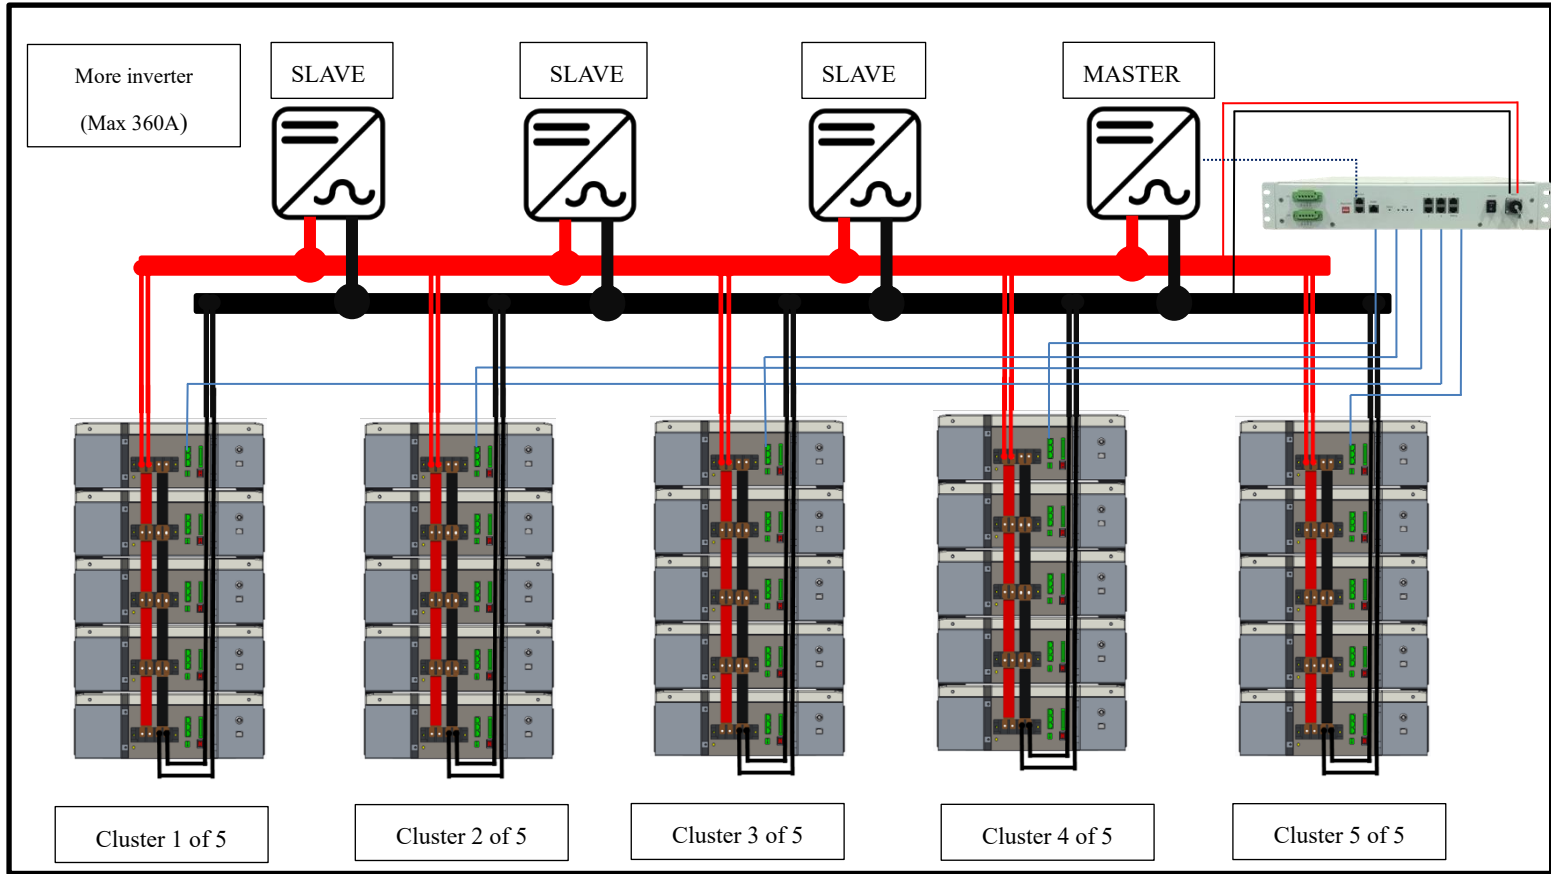 More inverter
(Max 360A)
SLAVE
SLAVE
SLAVE
MASTER
Cluster 1 of 5
Cluster 2 of 5
Cluster 3 of 5
Cluster 4 of 5
Cluster 5 of 5